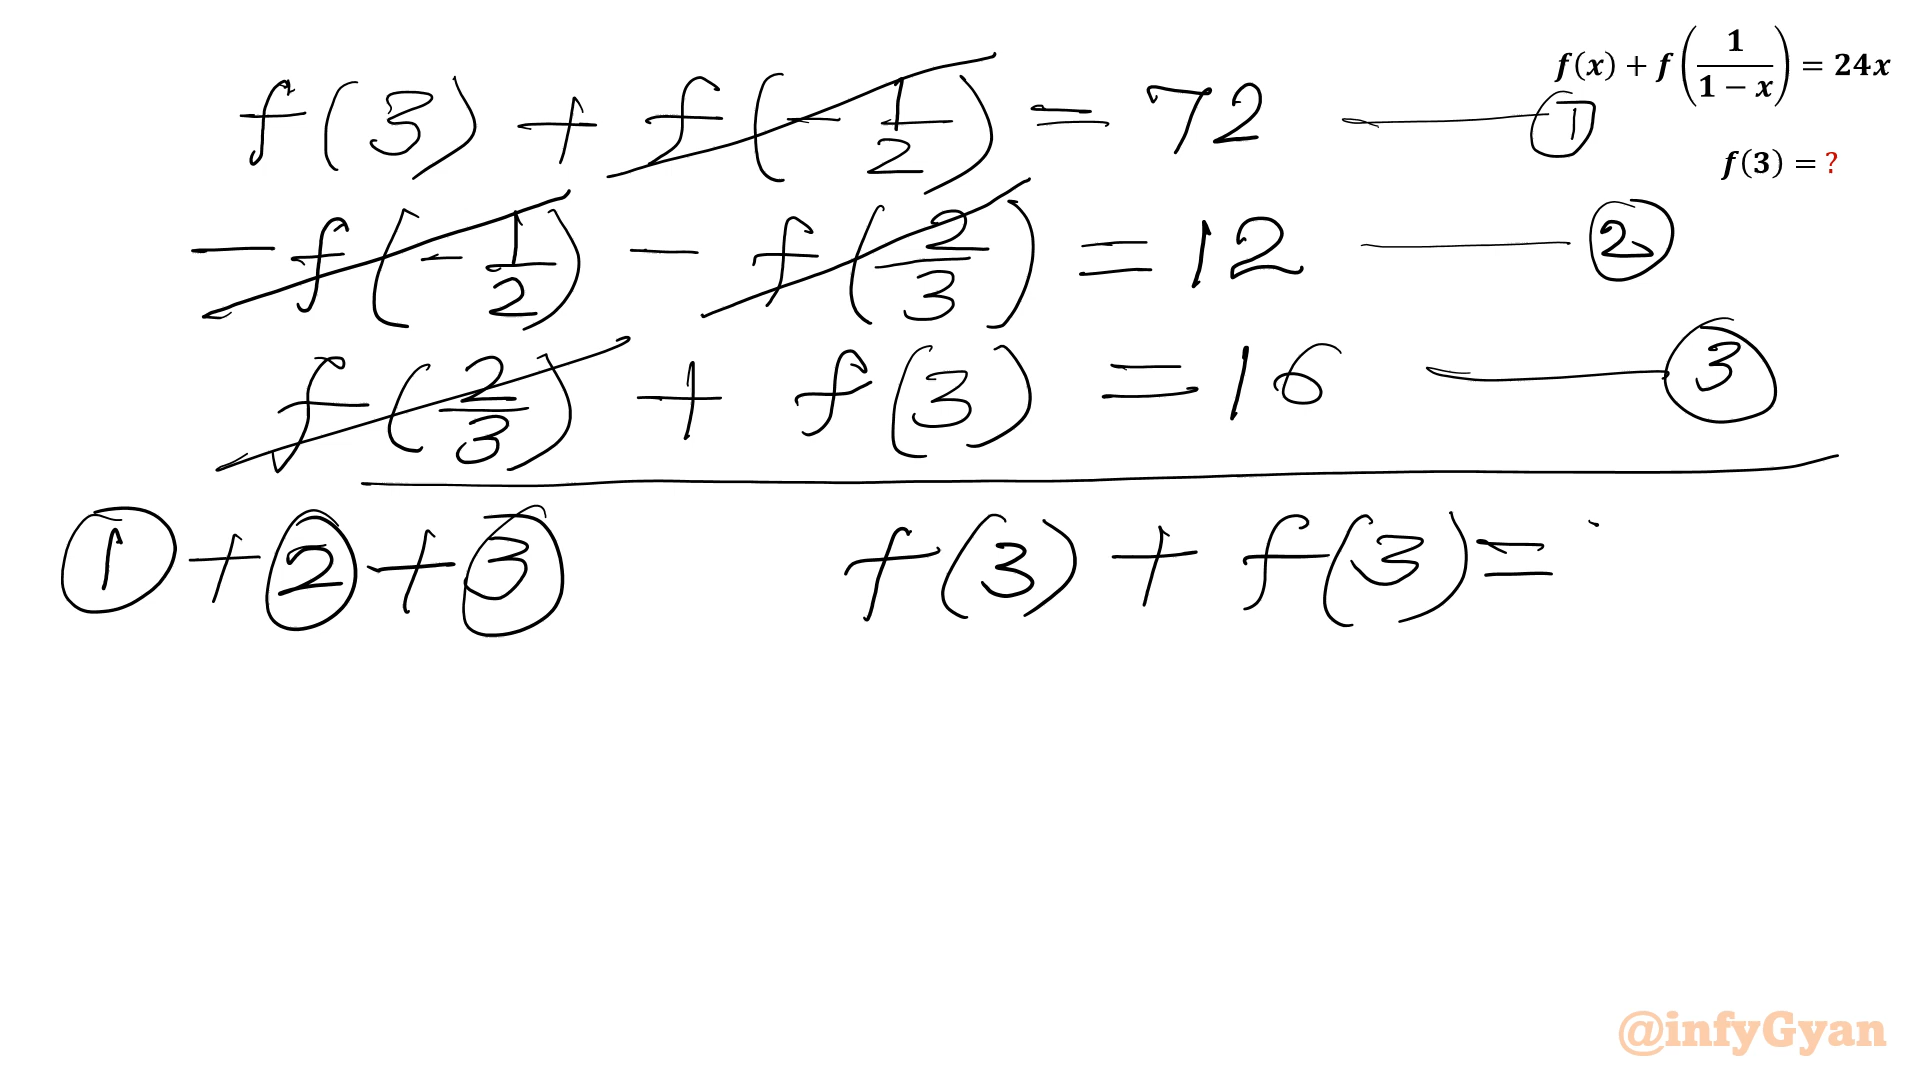 f(x) + f(1/(1 − x)) = 24x
f(3) = ?
f(3) + f(-1/2) = 72 — ①
- f(-1/2) - f(2/3) = 12 — ②
f(2/3) + f(3) = 16 — ③
① + ② + ③ f(3) + f(3) =
@infyGyan